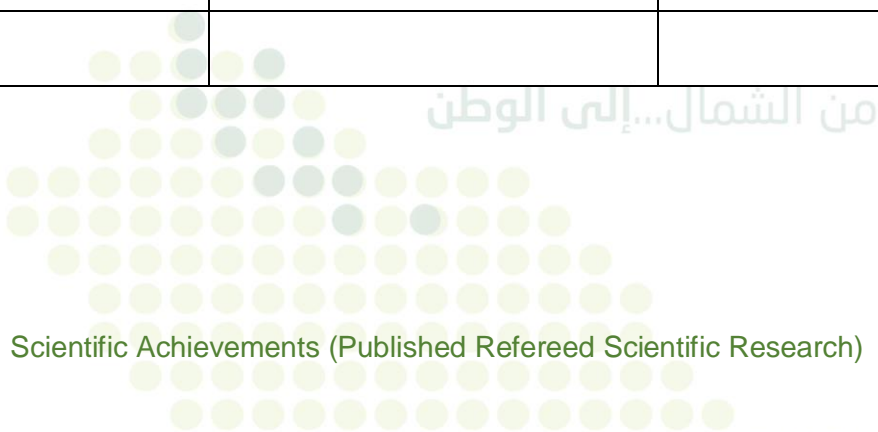 من الشمال...إلى الوطن
Scientific Achievements (Published Refereed Scientific Research)